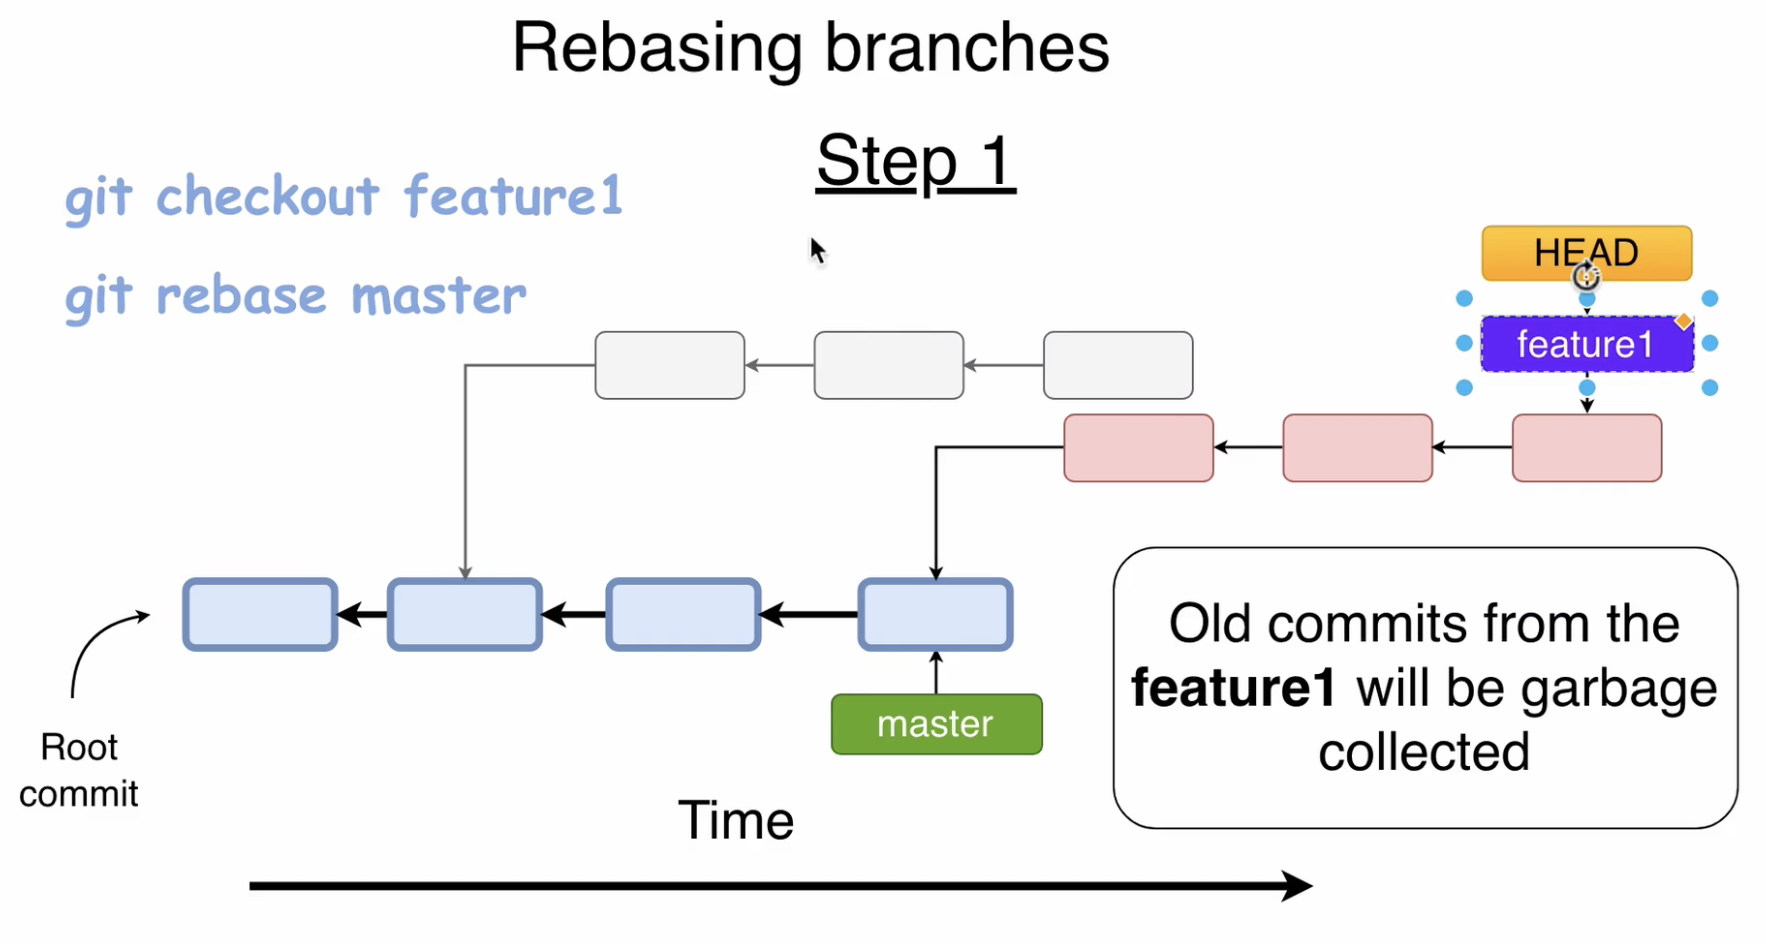 Rebasing branches
Step 1
git checkout feature1
git rebase master
HEAD
feature1
Old commits from the
feature1 will be garbage
collected
master
Root
commit
Time